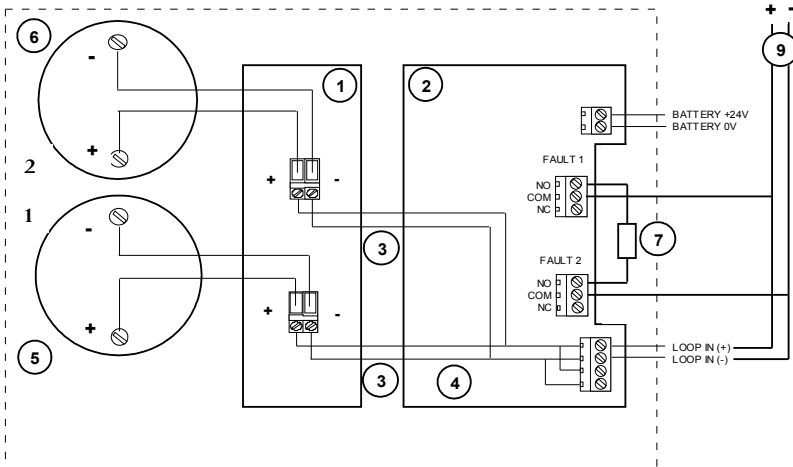 + -
6
9
-
1
2
BATTERY +24V
BATTERY 0V
+
FAULT 1
2
+ -
NO
COM
NC
1
7
-
3
FAULT 2
NO
COM
NC
+ -
+
LOOP IN (+)
LOOP IN (-)
5
3
4